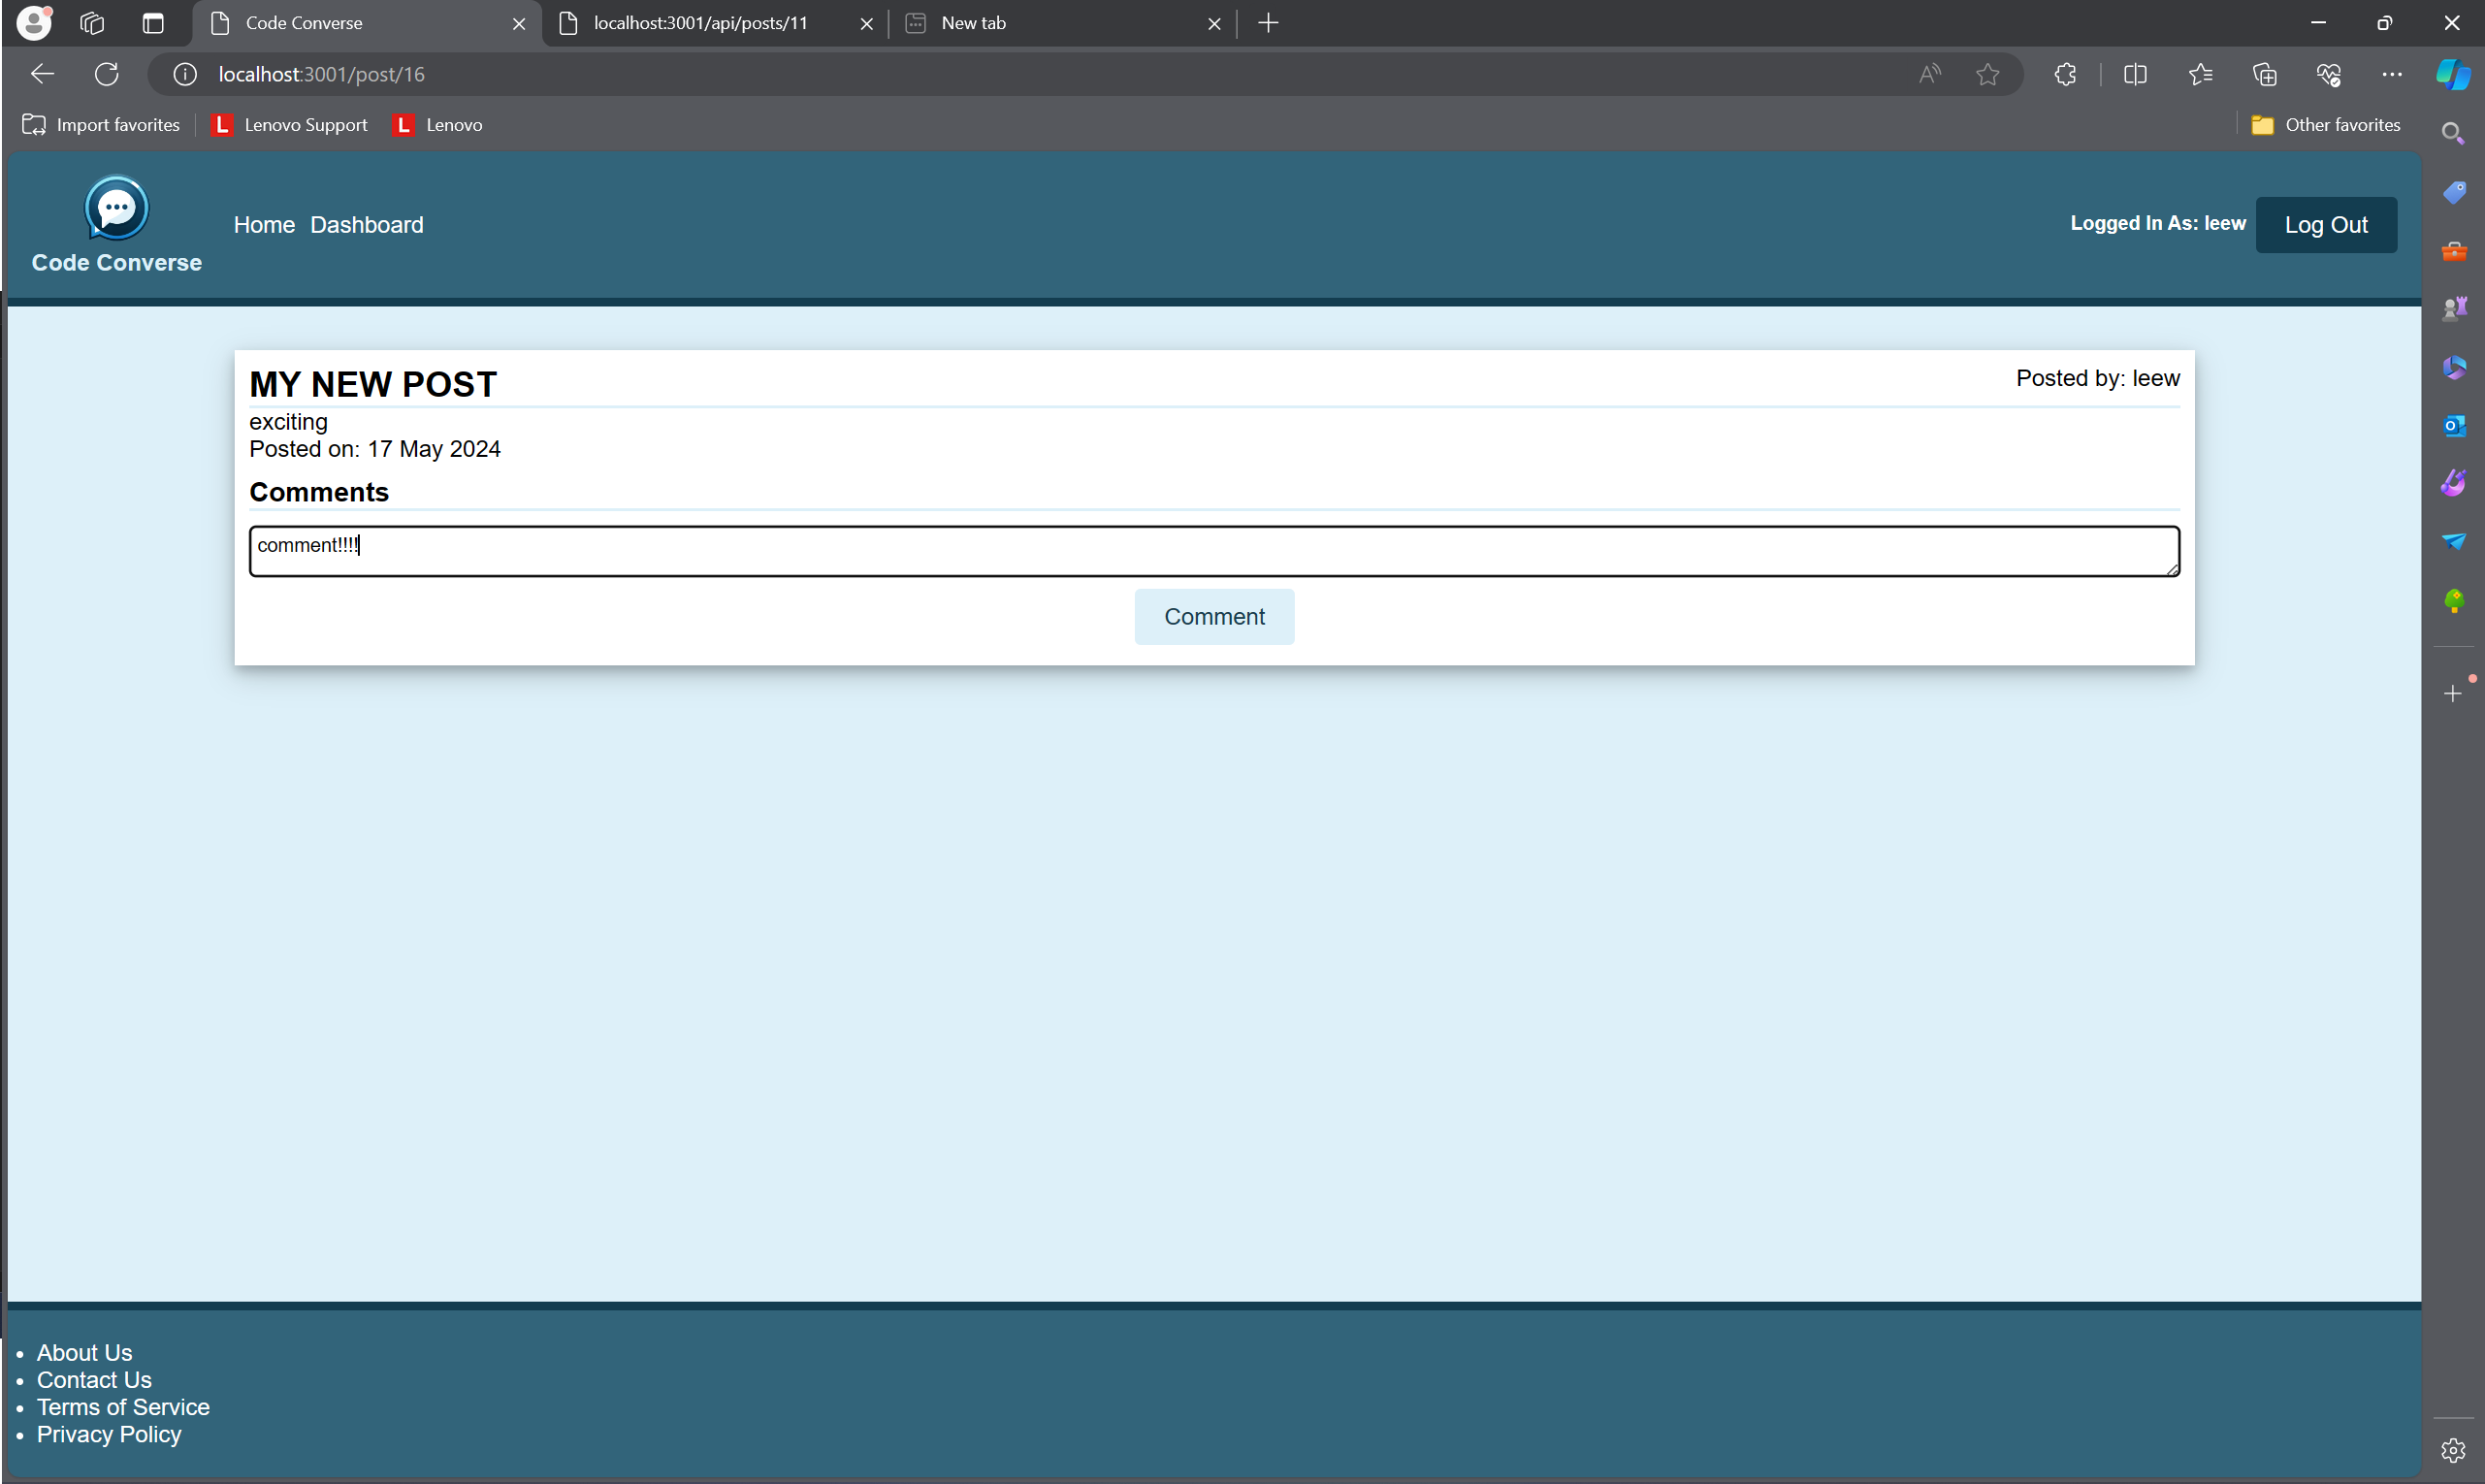 Code Converse
localhost:3001/api/posts/11
New tab
localhost:3001/post/16
Import favorites
L Lenovo Support
L Lenovo
Other favorites
Code Converse
Home Dashboard
Logged In As: leew
Log Out
MY NEW POST
Posted by: leew
exciting
Posted on: 17 May 2024
Comments
comment!!!!
Comment
• About Us
• Contact Us
• Terms of Service
• Privacy Policy